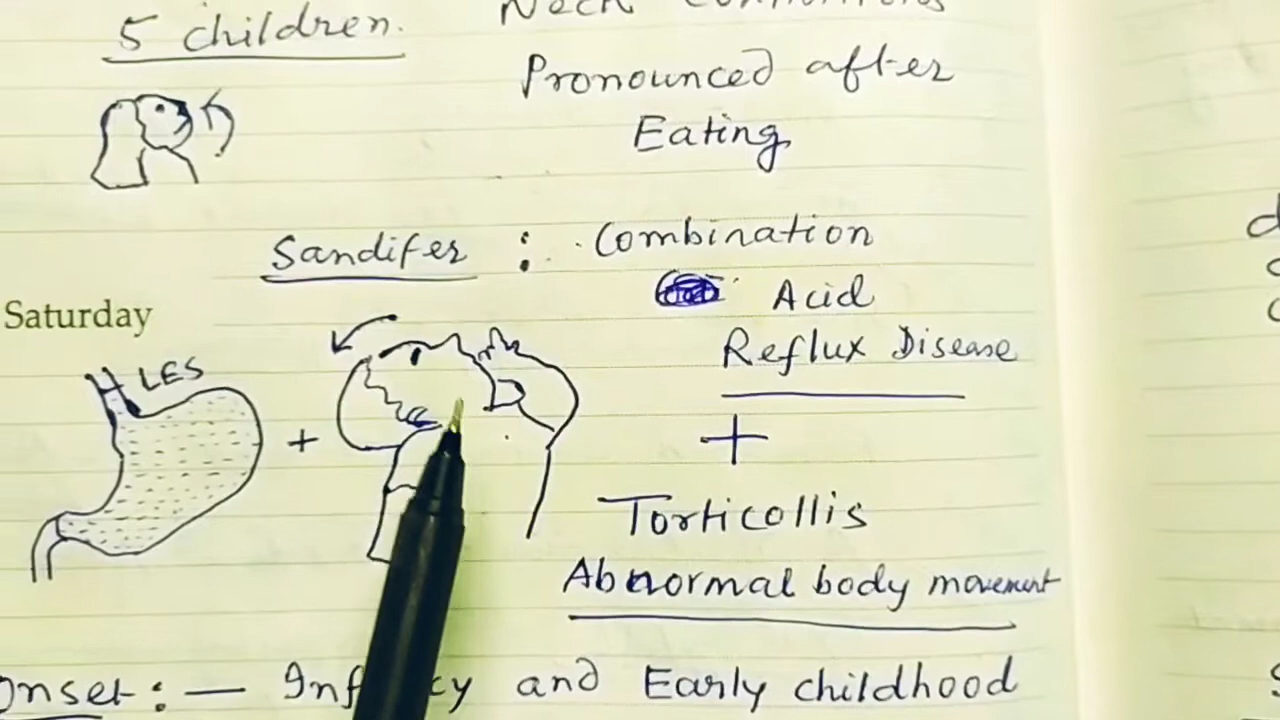 5 children.
Pronounced after
Eating
Sandifer : Combination
Acid
Reflux Disease
Saturday
LES
+
+
Torticollis
Abnormal body movement
Onset : — and Early childhood